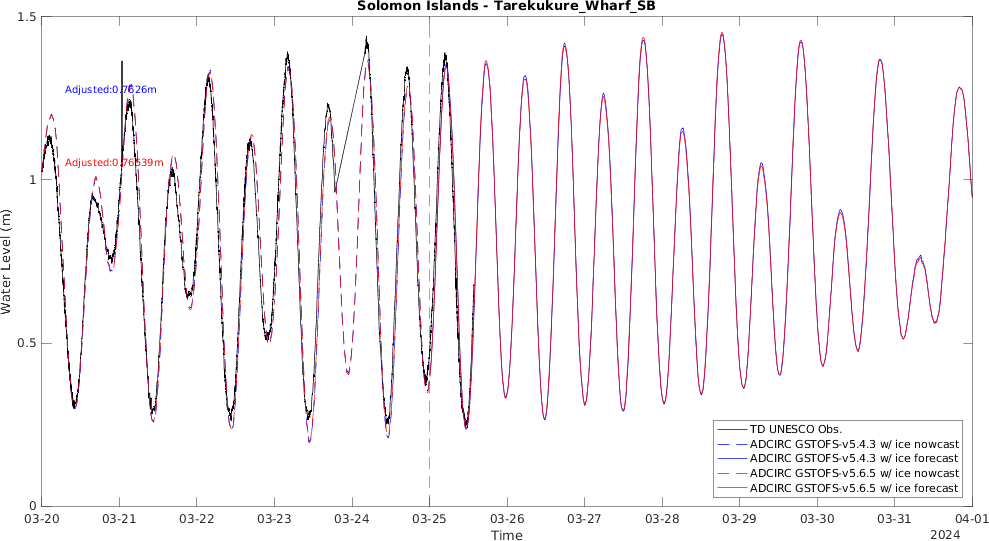 Solomon Islands - Tarekukure_Wharf_SB
1.5
Adjusted:0.7626m
Adjusted:0.76539m
1
Water Level (m)
0.5
0
TD UNESCO Obs.
ADCIRC GSTOFS-v5.4.3 w/ ice nowcast
ADCIRC GSTOFS-v5.4.3 w/ ice forecast
ADCIRC GSTOFS-v5.6.5 w/ ice nowcast
ADCIRC GSTOFS-v5.6.5 w/ ice forecast
03-20 03-21 03-22 03-23 03-24 03-25 03-26 03-27 03-28 03-29 03-30 03-31 04-01
Time
2024